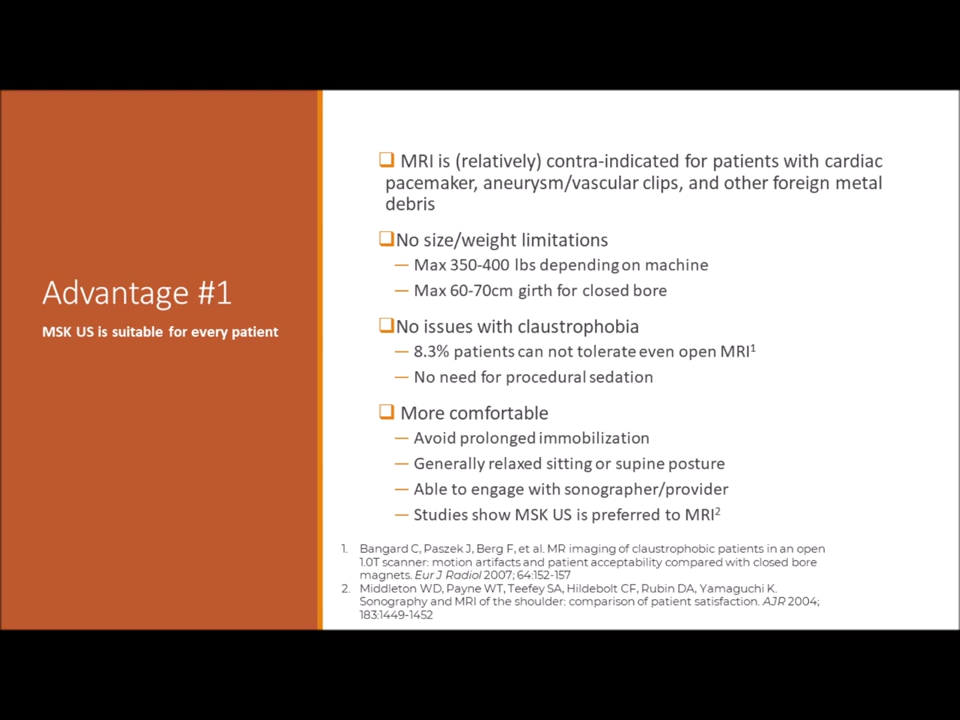 Advantage #1
MSK US is suitable for every patient
MRI is (relatively) contra-indicated for patients with cardiac
pacemaker, aneurysm/vascular clips, and other foreign metal
debris
No size/weight limitations
— Max 350-400 lbs depending on machine
— Max 60-70cm girth for closed bore
No issues with claustrophobia
— 8.3% patients can not tolerate even open MRI¹
— No need for procedural sedation
More comfortable
— Avoid prolonged immobilization
— Generally relaxed sitting or supine posture
— Able to engage with sonographer/provider
— Studies show MSK US is preferred to MRI²
1. Bangard C, Paszek J, Berg F, et al. MR imaging of claustrophobic patients in an open
1.0T scanner: motion artifacts and patient acceptability compared with closed bore
magnets. Eur J Radiol 2007; 64:152-157
2. Middleton WD, Payne WT, Teefey SA, Hildebolt CF, Rubin DA, Yamaguchi K.
Sonography and MRI of the shoulder: comparison of patient satisfaction. AJR 2004;
183:1449-1452